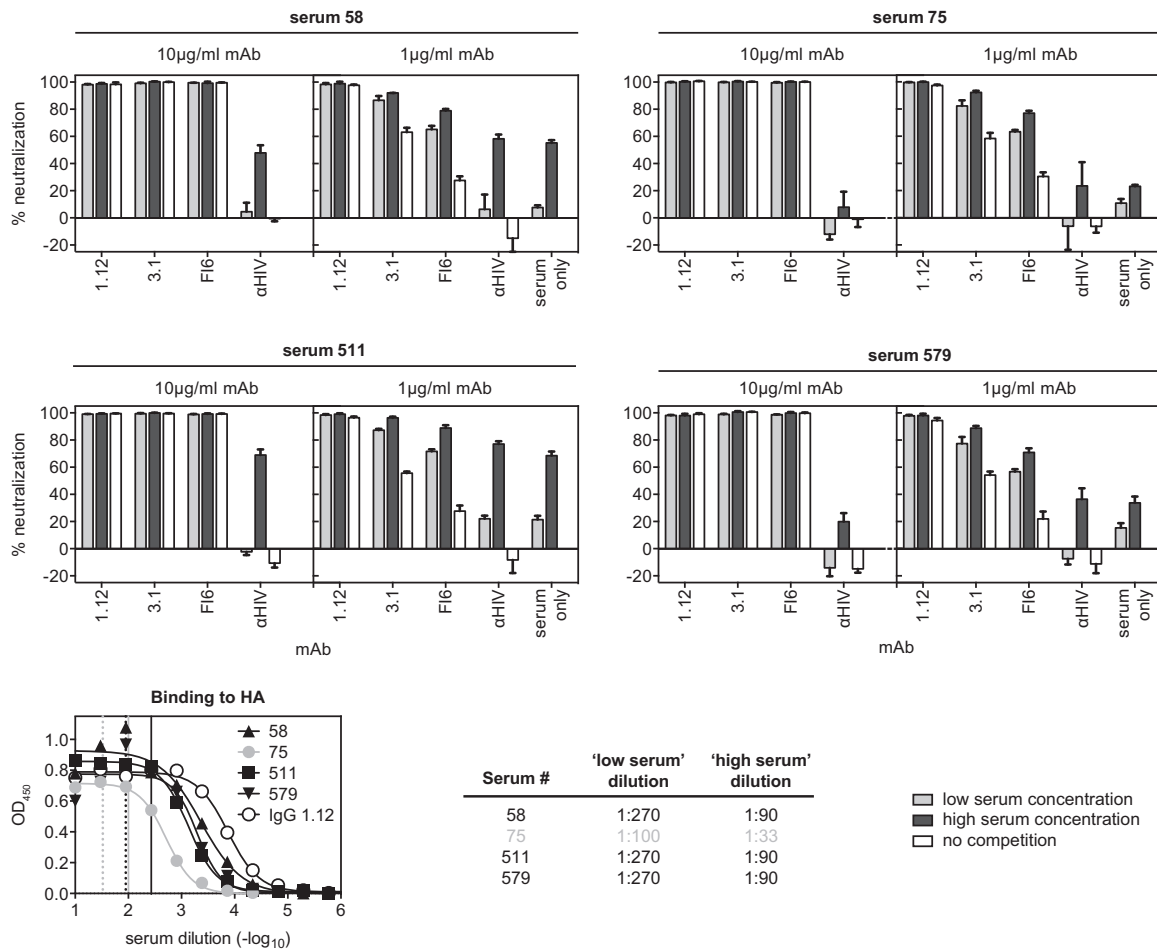 serum 58
10µg/ml mAb 1µg/ml mAb
% neutralization
100
80
60
40
20
0
-20
1.12 3.1 FI6 αHIV 1.12 3.1 FI6 αHIV serum only
serum 75
10µg/ml mAb 1µg/ml mAb
% neutralization
100
80
60
40
20
0
-20
1.12 3.1 FI6 αHIV 1.12 3.1 FI6 αHIV serum only
serum 511
10µg/ml mAb 1µg/ml mAb
% neutralization
100
80
60
40
20
0
-20
1.12 3.1 FI6 αHIV 1.12 3.1 FI6 αHIV serum only
mAb
serum 579
10µg/ml mAb 1µg/ml mAb
% neutralization
100
80
60
40
20
0
-20
1.12 3.1 FI6 αHIV 1.12 3.1 FI6 αHIV serum only
mAb
Binding to HA
OD450
1.0
0.8
0.6
0.4
0.2
0.0
1 2 3 4 5 6
serum dilution (-log10)
58
75
511
579
IgG 1.12
Serum # 'low serum' dilution 'high serum' dilution
58 1:270 1:90
75 1:100 1:33
511 1:270 1:90
579 1:270 1:90
low serum concentration
high serum concentration
no competition